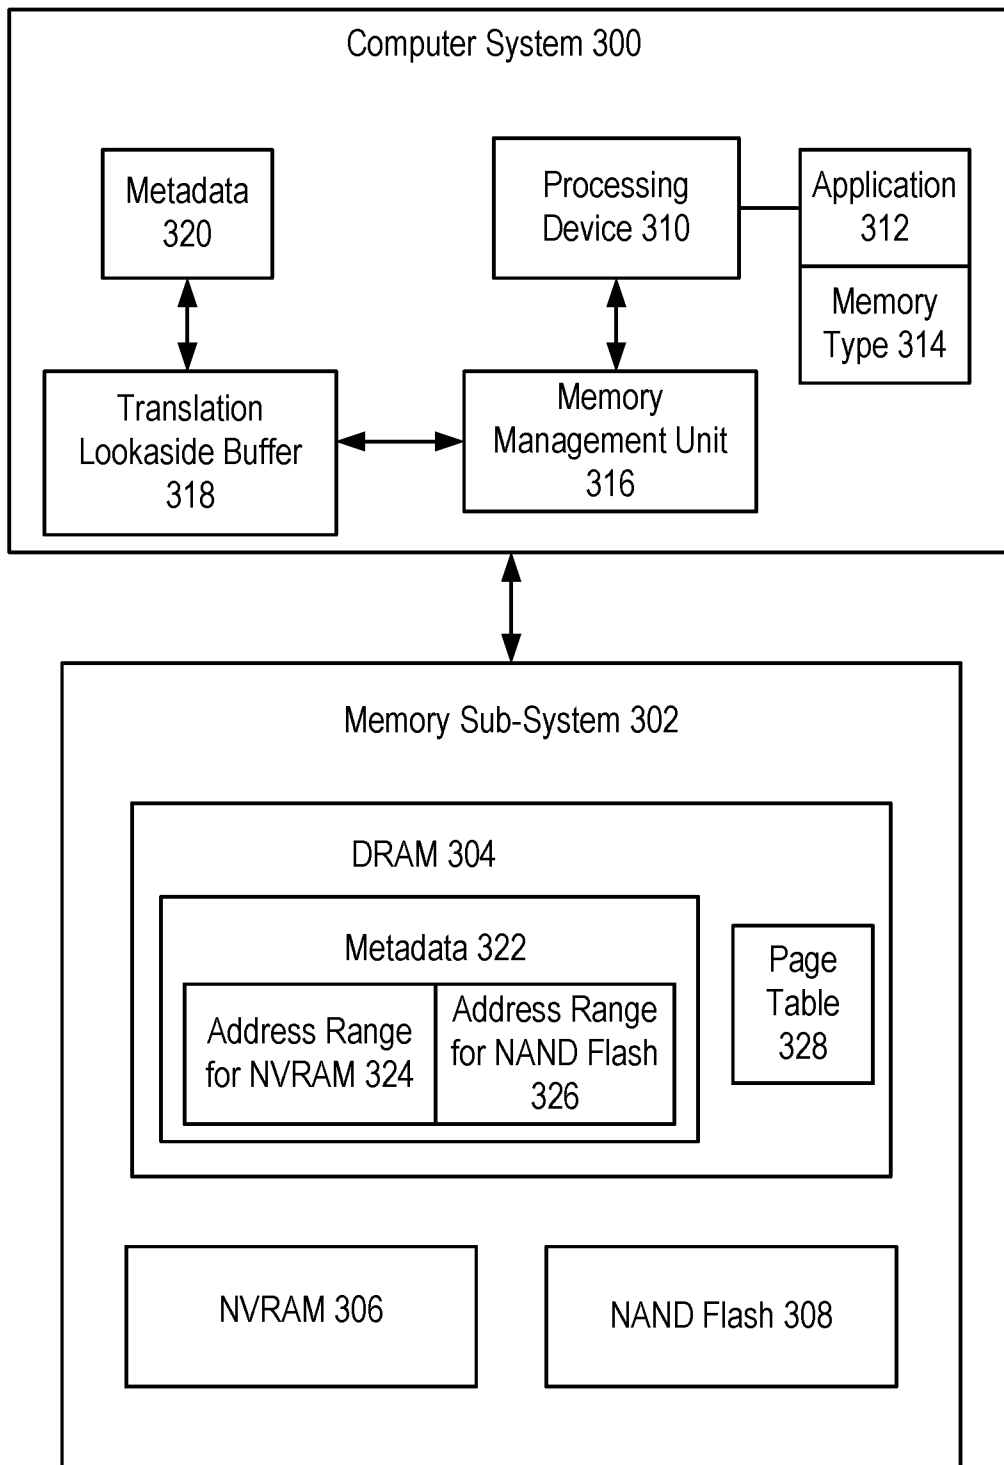 Computer System 300
Metadata
320
Processing
Device 310
Application
312
Memory
Type 314
Translation
Lookaside Buffer
318
Memory
Management Unit
316
Memory Sub-System 302
DRAM 304
Metadata 322
Address Range
for NVRAM 324
Address Range
for NAND Flash
326
Page
Table
328
NVRAM 306
NAND Flash 308